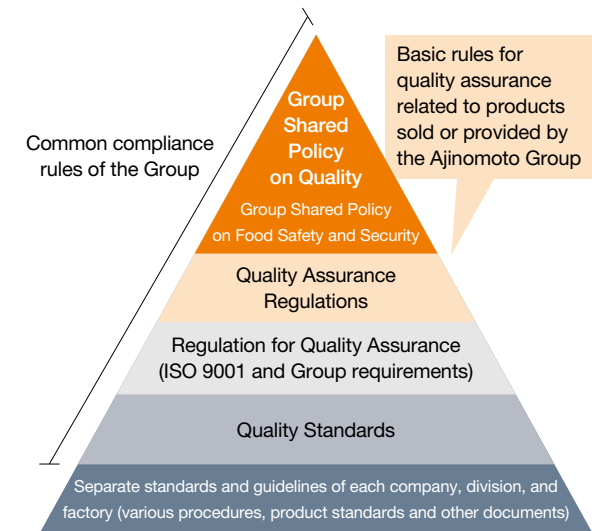 Basic rules for
quality assurance
related to products
sold or provided by
the Ajinomoto Group
Common compliance
rules of the Group
Group
Shared
Policy
on Quality
Group Shared Policy
on Food Safety and Security
Quality Assurance
Regulations
Regulation for Quality Assurance
(ISO 9001 and Group requirements)
Quality Standards
Separate standards and guidelines of each company, division, and
factory (various procedures, product standards and other documents)